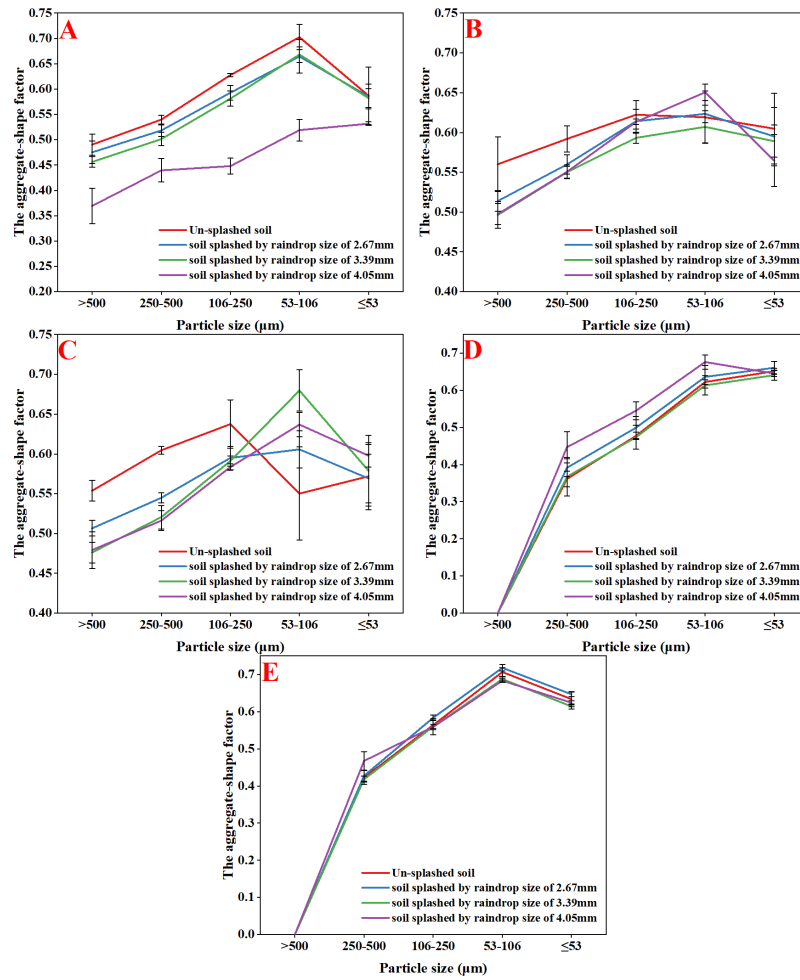 A
0.75
0.70
0.65
0.60
0.55
0.50
0.45
0.40
0.35
0.30
0.25
0.20
The aggregate-shape factor
Un-splashed soil
soil splashed by raindrop size of 2.67mm
soil splashed by raindrop size of 3.39mm
soil splashed by raindrop size of 4.05mm
>500
250-500
106-250
53-106
≤53
Particle size (μm)
B
0.75
0.70
0.65
0.60
0.55
0.50
0.45
0.40
The aggregate-shape factor
Un-splashed soil
soil splashed by raindrop size of 2.67mm
soil splashed by raindrop size of 3.39mm
soil splashed by raindrop size of 4.05mm
>500
250-500
106-250
53-106
≤53
Particle size (μm)
C
0.75
0.70
0.65
0.60
0.55
0.50
0.45
0.40
The aggregate-shape factor
Un-splashed soil
soil splashed by raindrop size of 2.67mm
soil splashed by raindrop size of 3.39mm
soil splashed by raindrop size of 4.05mm
>500
250-500
106-250
53-106
≤53
Particle size (μm)
D
0.7
0.6
0.5
0.4
0.3
0.2
0.1
0.0
The aggregate-shape factor
Un-splashed soil
soil splashed by raindrop size of 2.67mm
soil splashed by raindrop size of 3.39mm
soil splashed by raindrop size of 4.05mm
>500
250-500
106-250
53-106
≤53
Particle size (μm)
E
0.7
0.6
0.5
0.4
0.3
0.2
0.1
0.0
The aggregate-shape factor
Un-splashed soil
soil splashed by raindrop size of 2.67mm
soil splashed by raindrop size of 3.39mm
soil splashed by raindrop size of 4.05mm
>500
250-500
106-250
53-106
≤53
Particle size (μm)